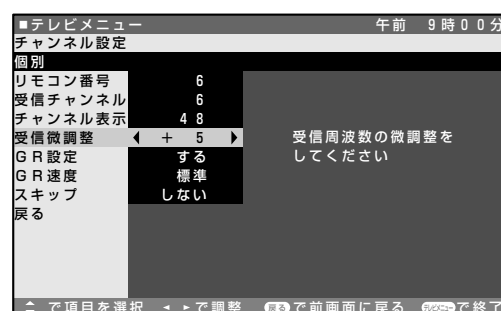 ■テレビメニュー 午前 9時00分
チャンネル設定
個別
リモコン番号 6
受信チャンネル 6
チャンネル表示 48
受信微調整 ◀ + 5 ▶ 受信周波数の微調整を
GR設定 する してください
GR速度 標準
スキップ しない
戻る
で項目を選択 ◀ ▶で調整 戻るで前画面に戻る で終了